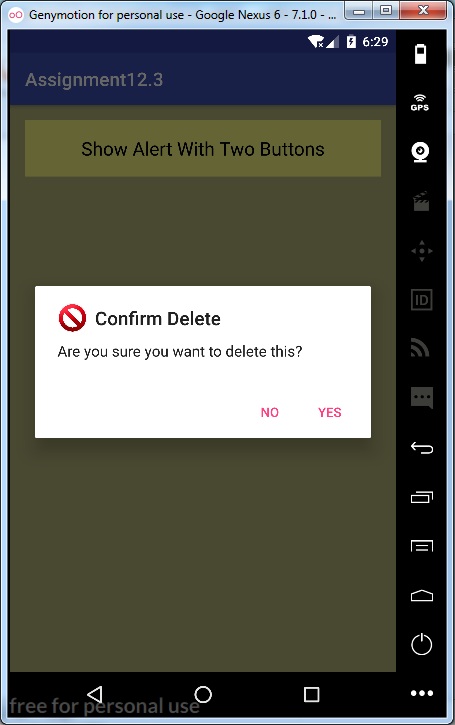 Genymotion for personal use - Google Nexus 6 - 7.1.0 - ...
6:29
Assignment12.3
Show Alert With Two Buttons
Confirm Delete
Are you sure you want to delete this?
NO YES
GPS
ID
free for personal use